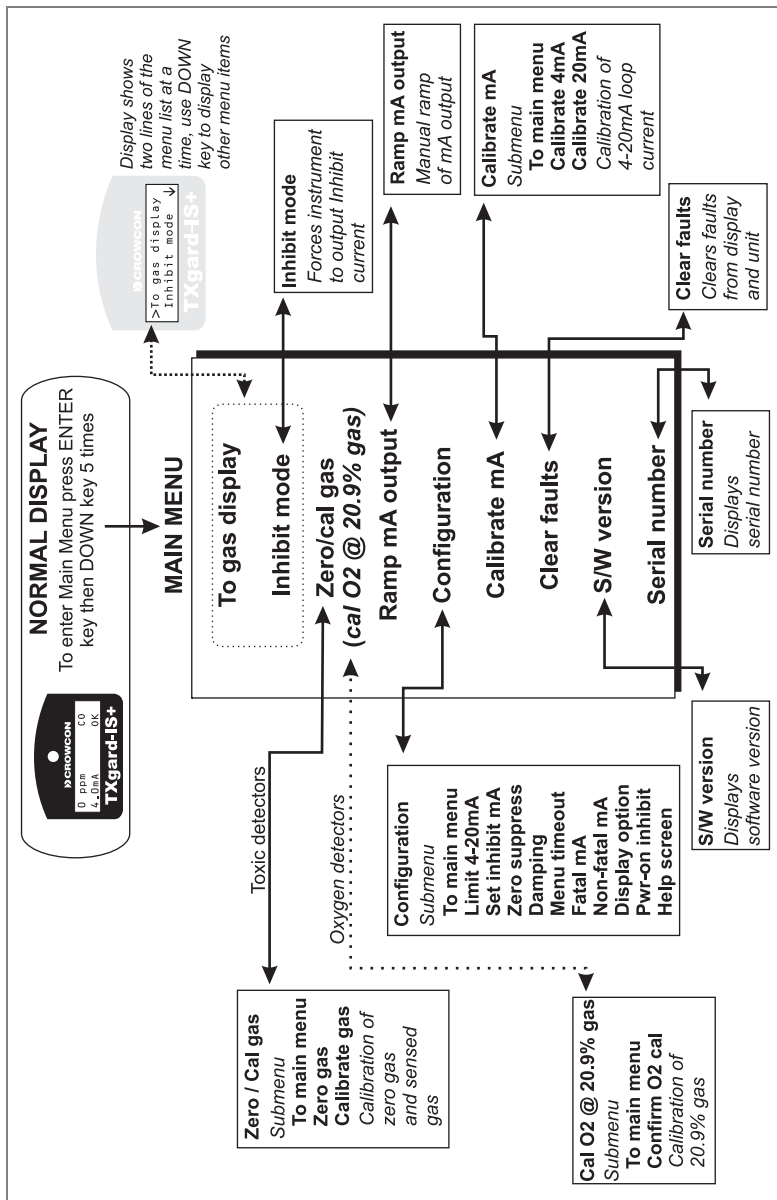 NORMAL DISPLAY
To enter Main Menu press ENTER
key then DOWN key 5 times
0 ppm CO
4.0mA OK
CROWCON
TXgard-IS+
Display shows
two lines of the
menu list at a
time, use DOWN
key to display
other menu items
CROWCON
>To gas display
Inhibit mode ↓
TXgard-IS+
MAIN MENU
To gas display
Inhibit mode
Zero/cal gas
(cal O2 @ 20.9% gas)
Ramp mA output
Configuration
Calibrate mA
Clear faults
S/W version
Serial number
Inhibit mode
Forces instrument
to output Inhibit
current
Ramp mA output
Manual ramp
of mA output
Calibrate mA
Submenu
To main menu
Calibrate 4mA
Calibrate 20mA
Calibration of
4-20mA loop
current
Clear faults
Clears faults
from display
and unit
Serial number
Displays
serial number
S/W version
Displays
software version
Toxic detectors
Oxygen detectors
Configuration
Submenu
To main menu
Limit 4-20mA
Set inhibit mA
Zero suppress
Damping
Menu timeout
Fatal mA
Non-fatal mA
Display option
Pwr-on inhibit
Help screen
Zero / Cal gas
Submenu
To main menu
Zero gas
Calibrate gas
Calibration of
zero gas
and sensed
gas
Cal O2 @ 20.9% gas
Submenu
To main menu
Confirm O2 cal
Calibration of
20.9% gas